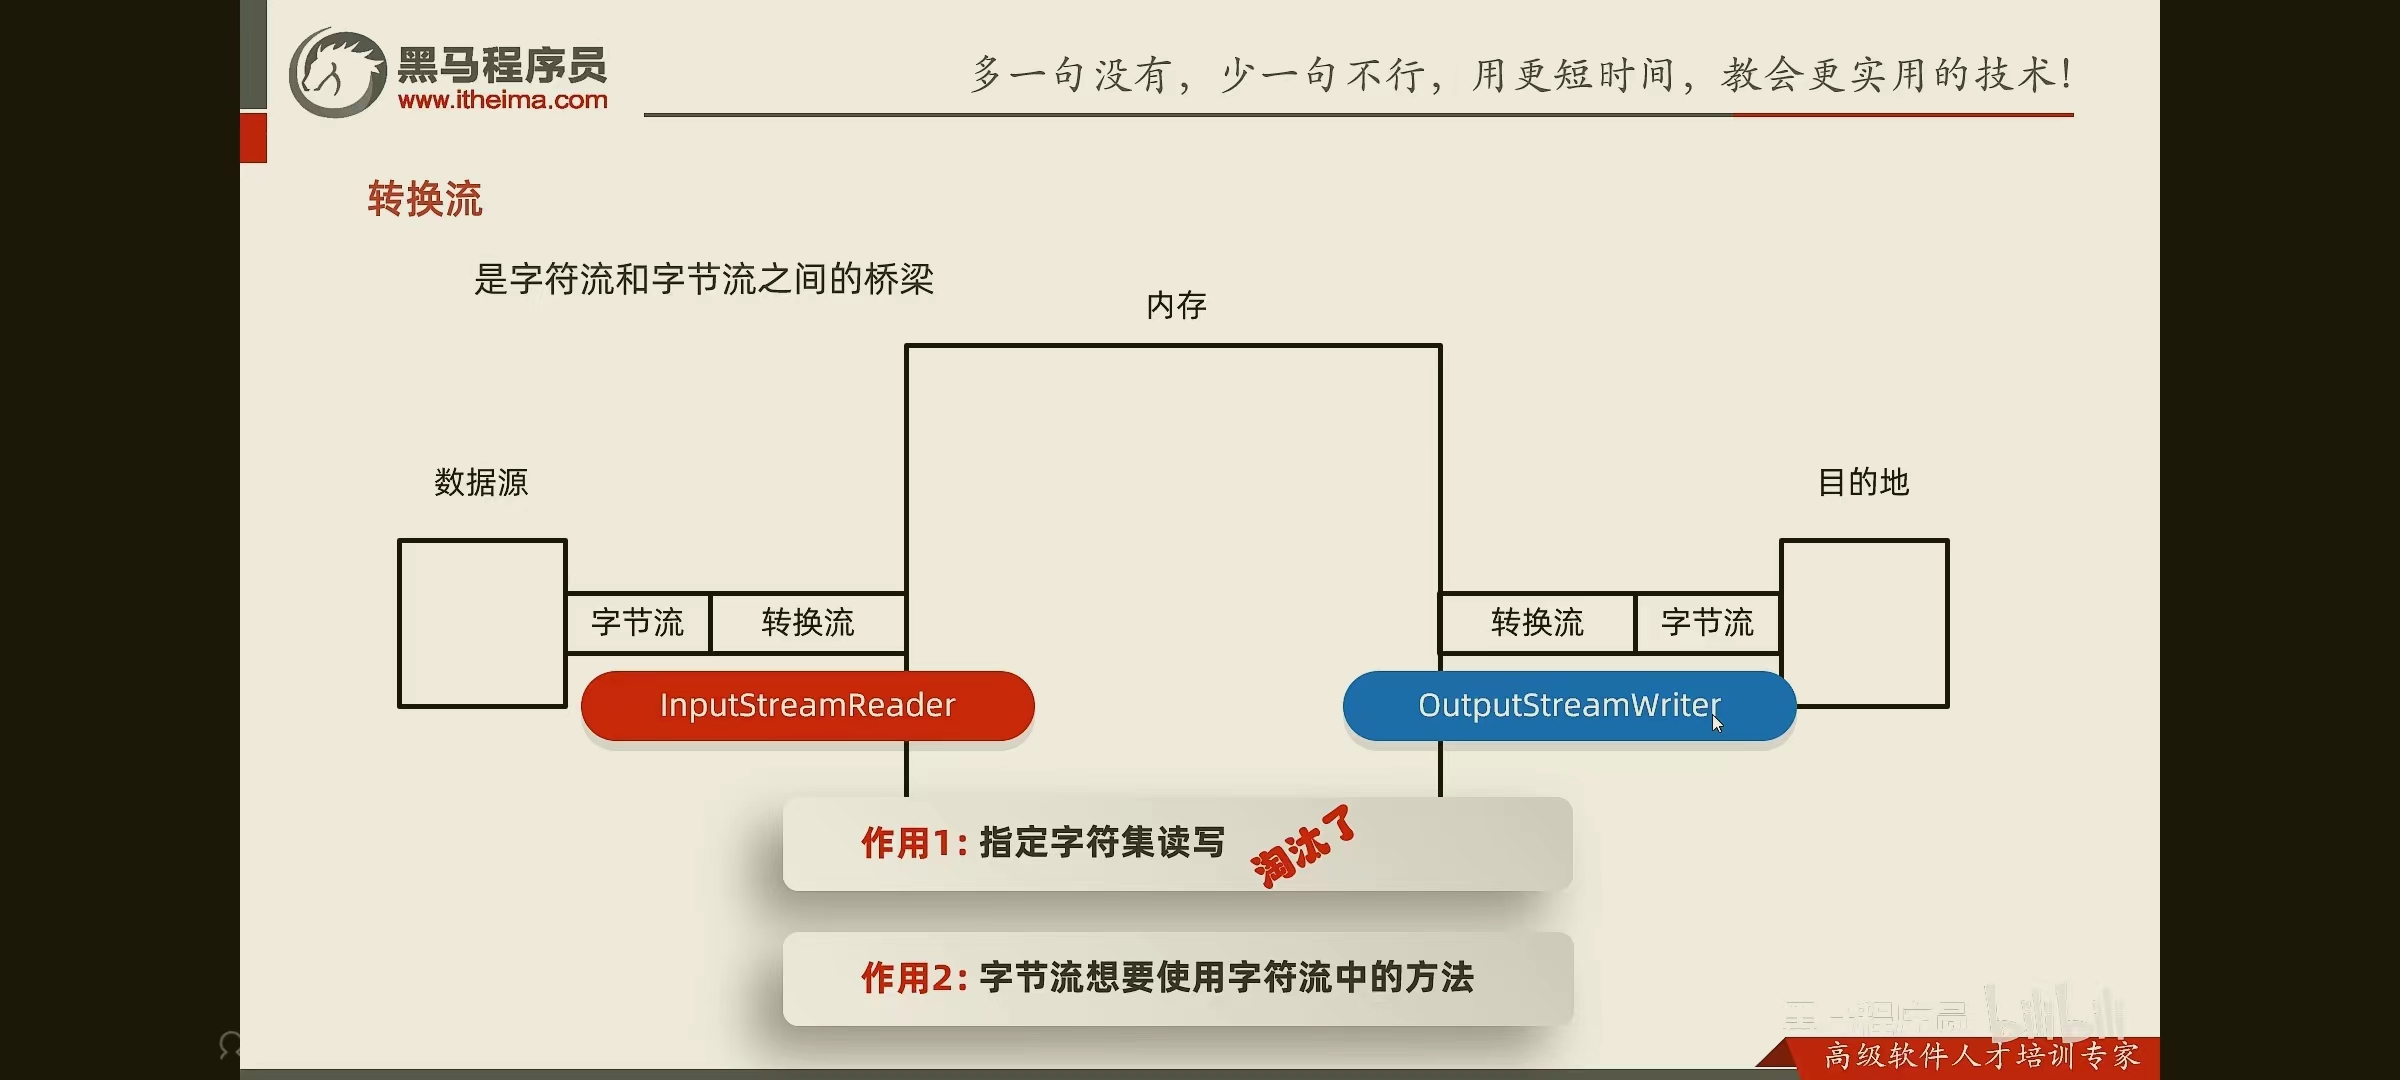 黑马程序员
www.itheima.com
多一句没有，少一句不行，用更短时间，教会更实用的技术！
转换流
是字符流和字节流之间的桥梁
内存
数据源
目的地
字节流
转换流
转换流
字节流
InputStreamReader
OutputStreamWriter
作用1：指定字符集读写
淘汰了
作用2：字节流想要使用字符流中的方法
黑马程序员 bilibili
高级软件人才培训专家